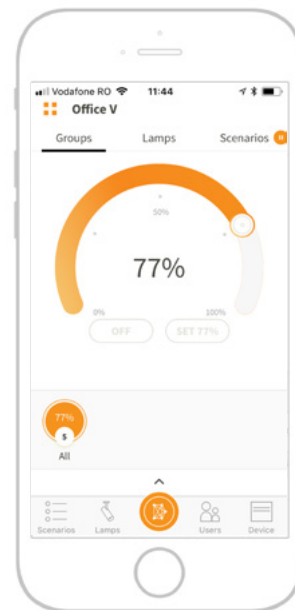 Vodafone RO 11:44
Office V
Groups Lamps Scenarios
50%
77%
0% 100%
OFF SET 77%
77%
$
All
Scenarios Lamps Users Device